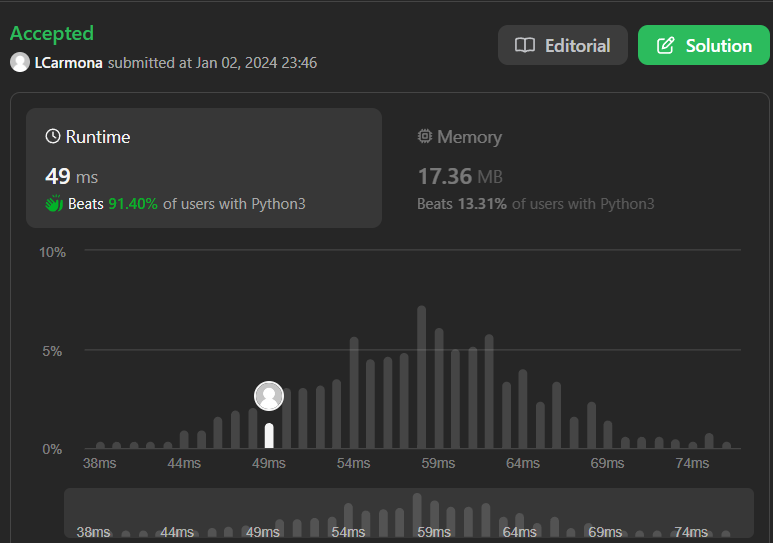 Accepted
Editorial
Solution
LCarmona submitted at Jan 02, 2024 23:46
Runtime
Memory
49 ms
17.36 MB
Beats 91.40% of users with Python3
Beats 13.31% of users with Python3
10%
5%
0%
38ms 44ms 49ms 54ms 59ms 64ms 69ms 74ms
38ms 44ms 49ms 54ms 59ms 64ms 69ms 74ms